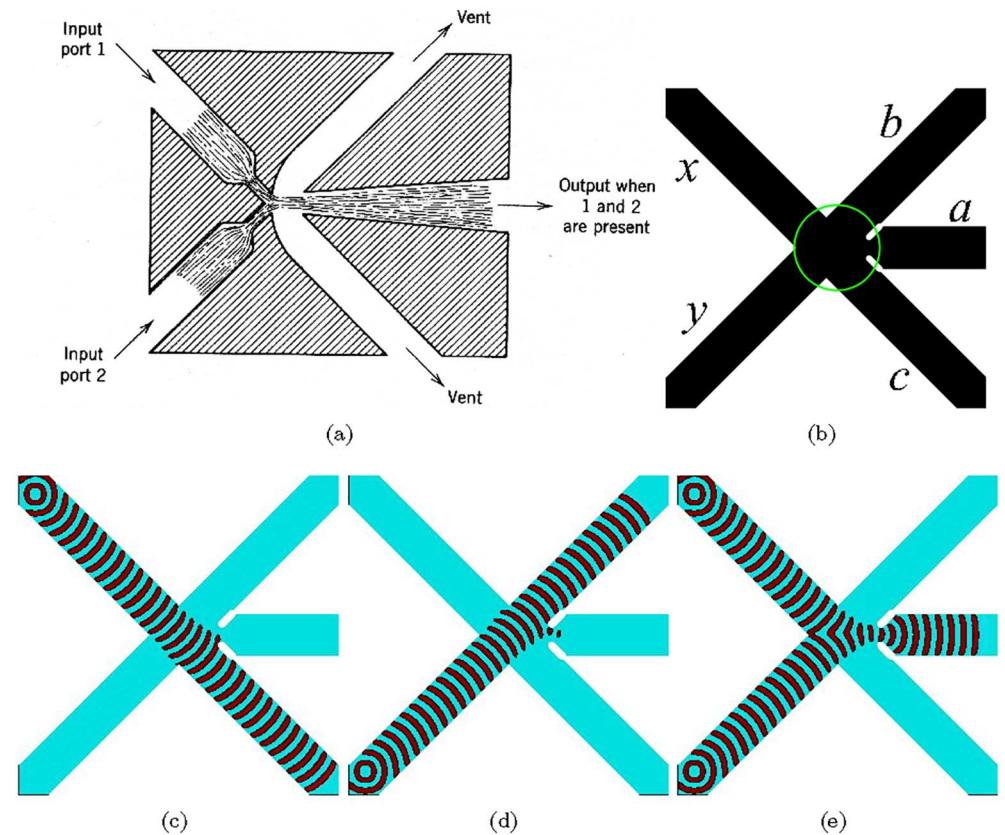 Input
port 1
Vent
Output when
1 and 2
are present
Input
port 2
Vent
(a)
x
b
a
y
c
(b)
(c)
(d)
(e)